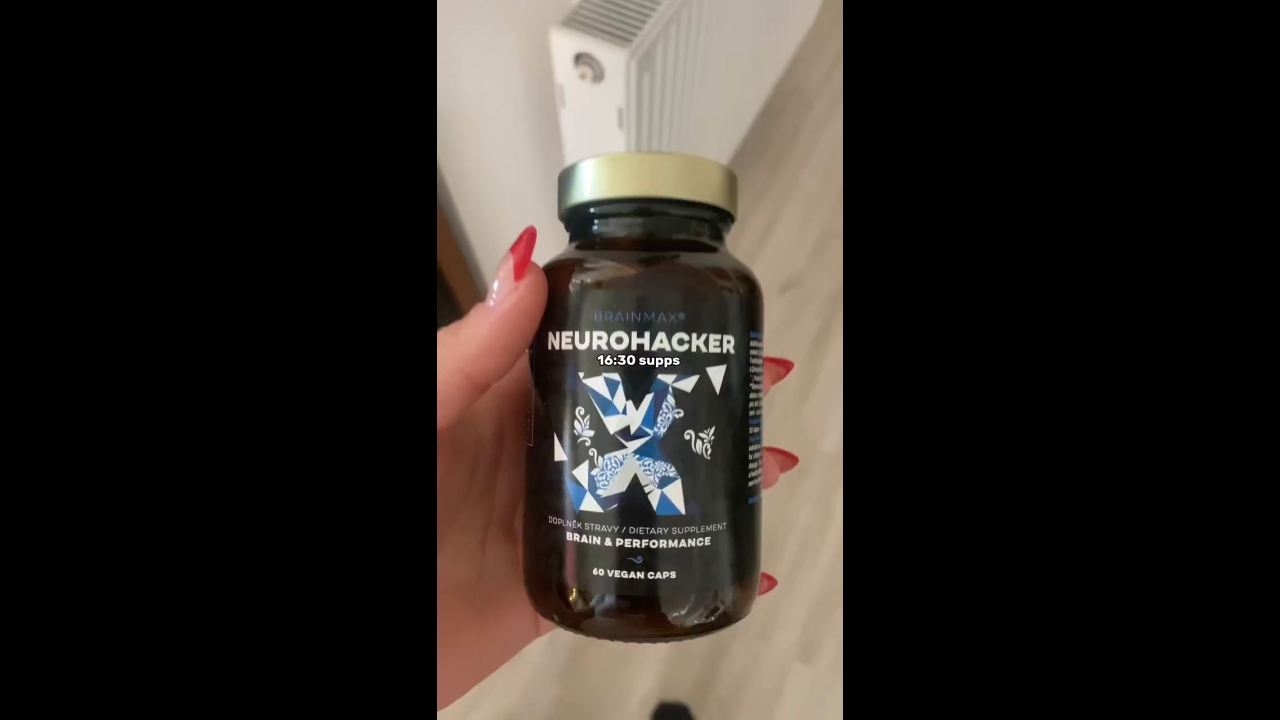 BRAINMAX®
NEUROHACKER
16:30 supps
DOPLNĚK STRAVY / DIETARY SUPPLEMENT
BRAIN & PERFORMANCE
60 VEGAN CAPS